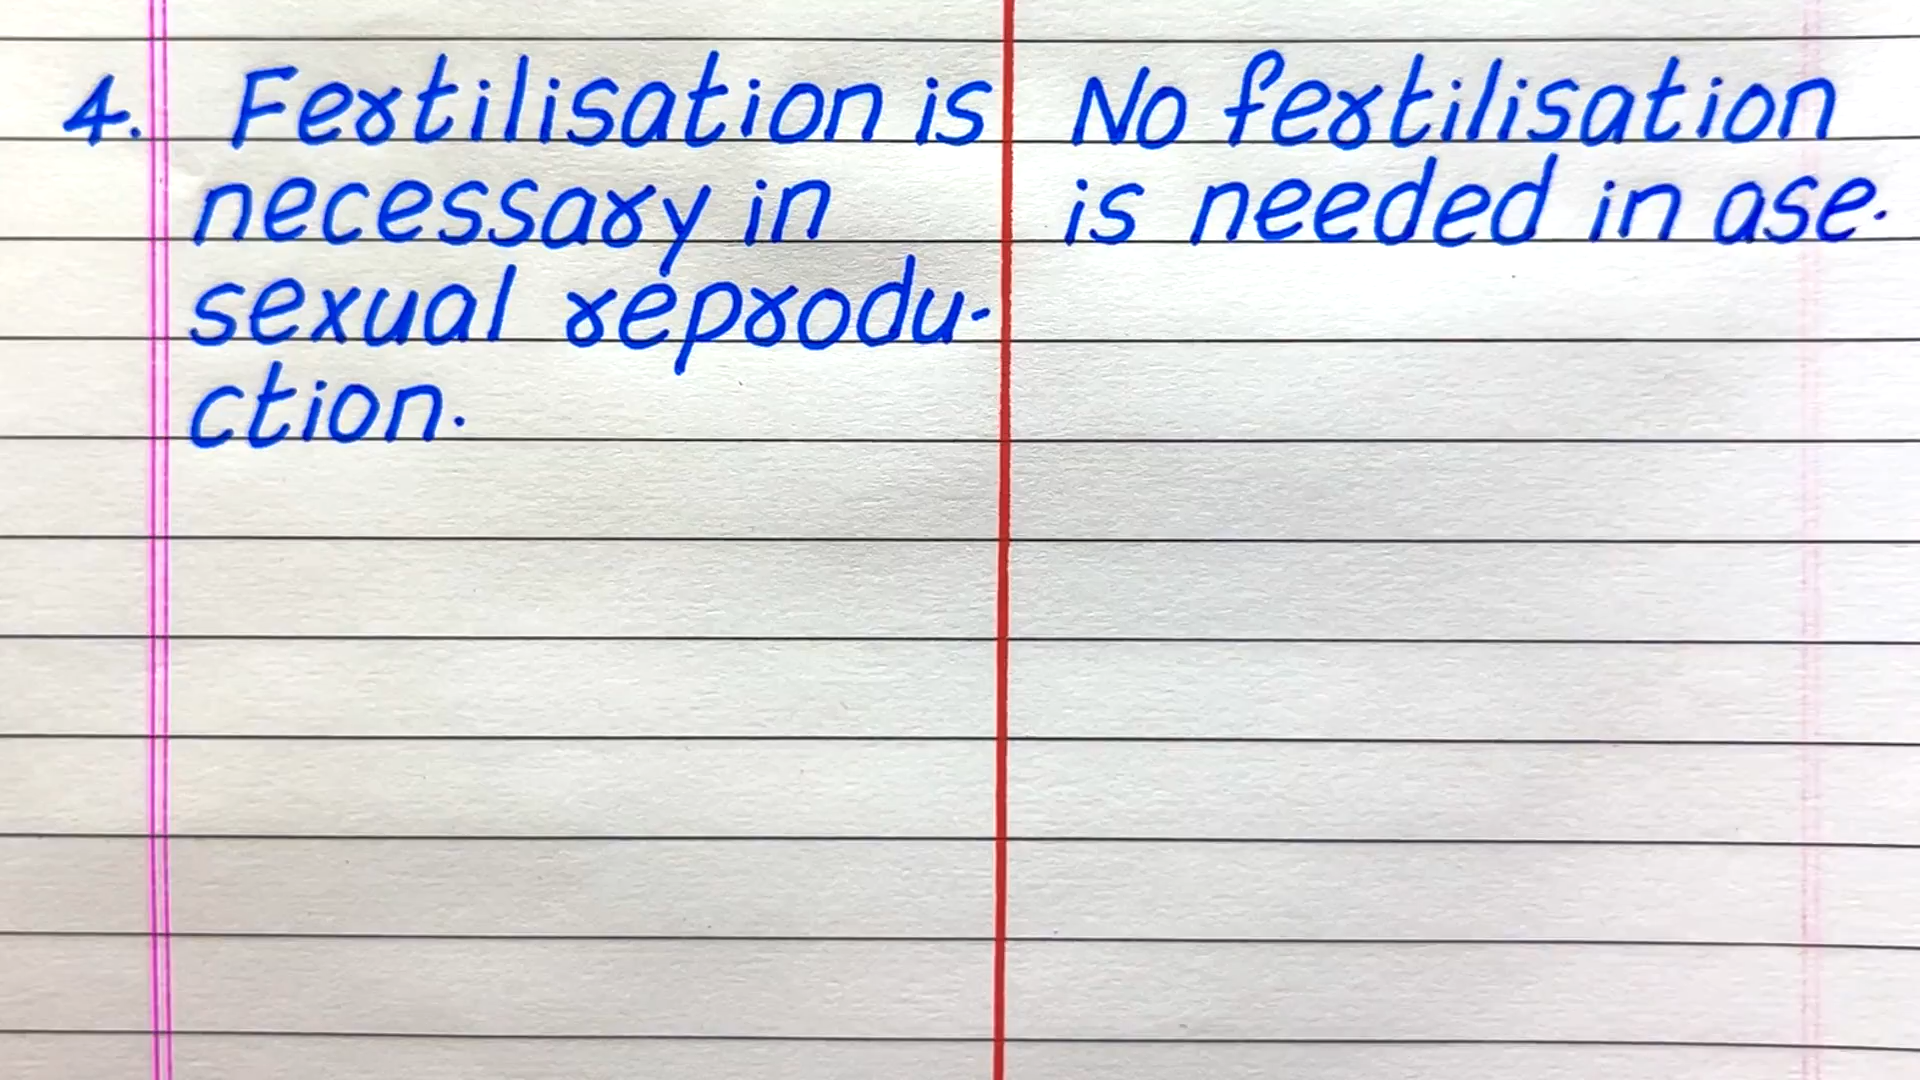 4. Fertilisation is
necessary in
sexual reprodu-
ction.
No fertilisation
is needed in ase-